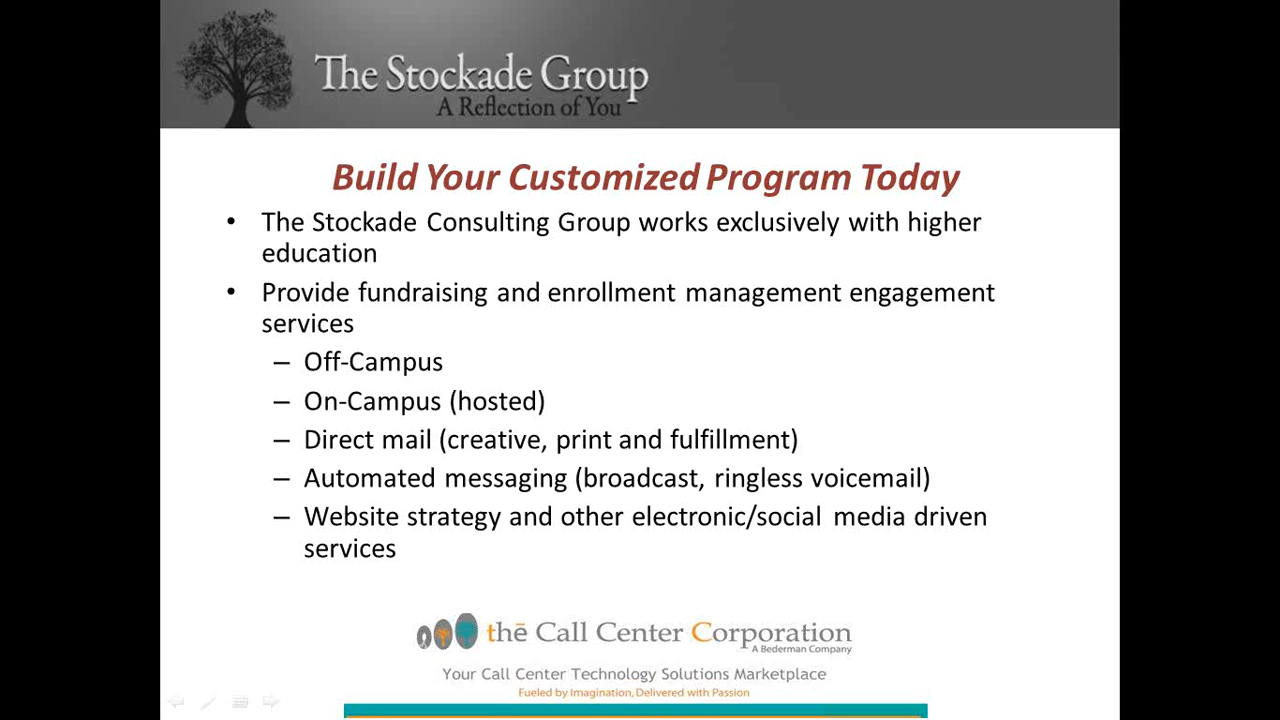 The Stockade Group
A Reflection of You
Build Your Customized Program Today
• The Stockade Consulting Group works exclusively with higher
education
• Provide fundraising and enrollment management engagement
services
– Off-Campus
– On-Campus (hosted)
– Direct mail (creative, print and fulfillment)
– Automated messaging (broadcast, ringless voicemail)
– Website strategy and other electronic/social media driven
services
thē Call Center Corporation
A Bederman Company
Your Call Center Technology Solutions Marketplace
Fueled by Imagination, Delivered with Passion